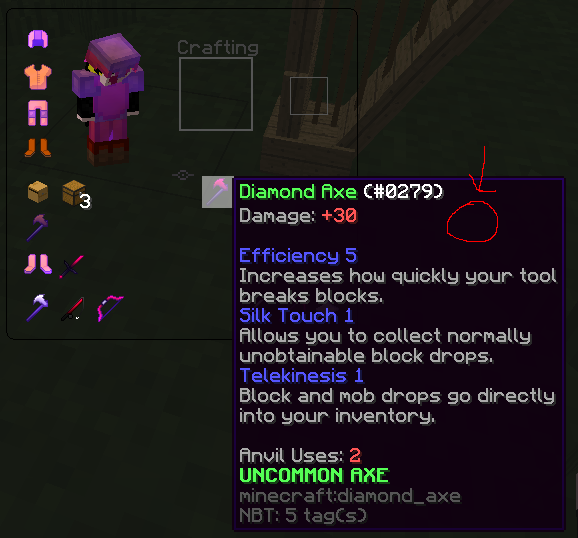 Crafting
3
Diamond Axe (#0279)
Damage: +30
Efficiency 5
Increases how quickly your tool
breaks blocks.
Silk Touch 1
Allows you to collect normally
unobtainable block drops.
Telekinesis 1
Block and mob drops go directly
into your inventory.
Anvil Uses: 2
UNCOMMON AXE
minecraft:diamond_axe
NBT: 5 tag(s)